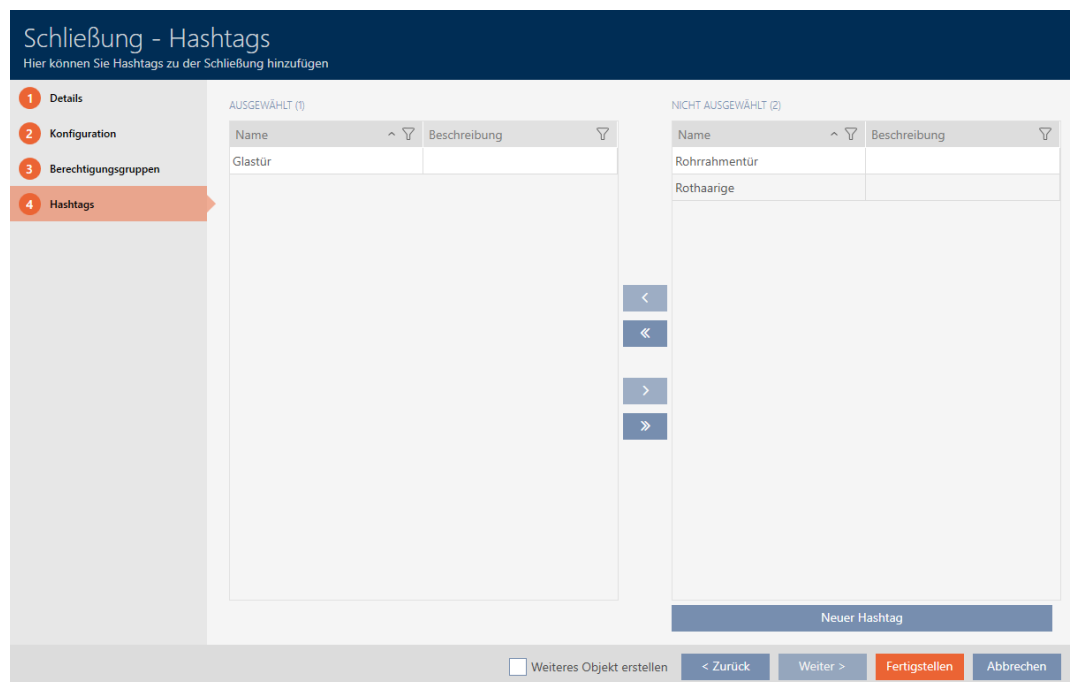 Schließung - Hashtags
Hier können Sie Hashtags zu der Schließung hinzufügen
1 Details
2 Konfiguration
3 Berechtigungsgruppen
4 Hashtags
AUSGEWÄHLT (1)
Name Beschreibung
Glastür
NICHT AUSGEWÄHLT (2)
Name Beschreibung
Rohrrahmentür
Rothaarige
Neuer Hashtag
Weiteres Objekt erstellen < Zurück Weiter > Fertigstellen Abbrechen